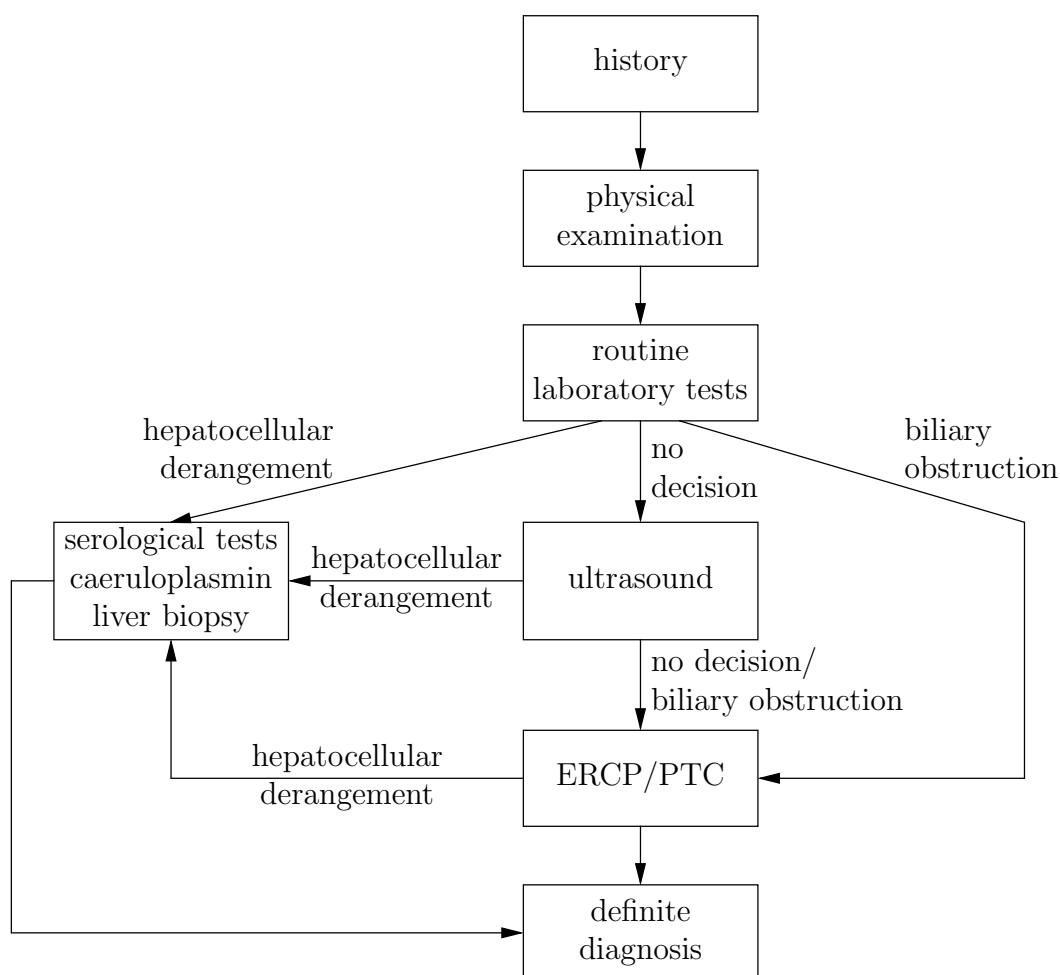 history
physical
examination
routine
laboratory tests
hepatocellular
derangement
no
decision
biliary
obstruction
serological tests
caeruloplasmin
liver biopsy
hepatocellular
derangement
ultrasound
no decision/
biliary obstruction
hepatocellular
derangement
ERCP/PTC
definite
diagnosis